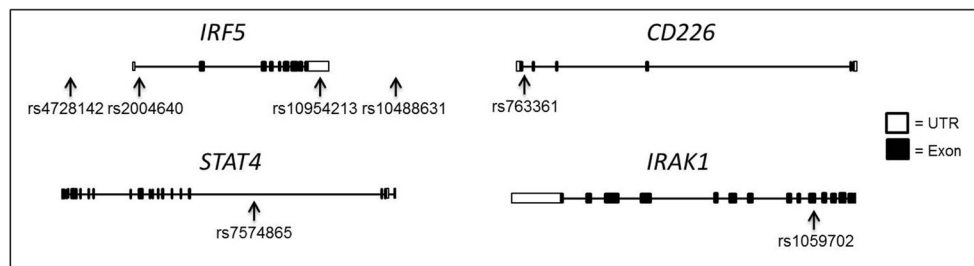 IRF5
CD226
rs4728142 rs2004640 rs10954213 rs10488631
rs763361
= UTR
= Exon
STAT4
IRAK1
rs7574865
rs1059702